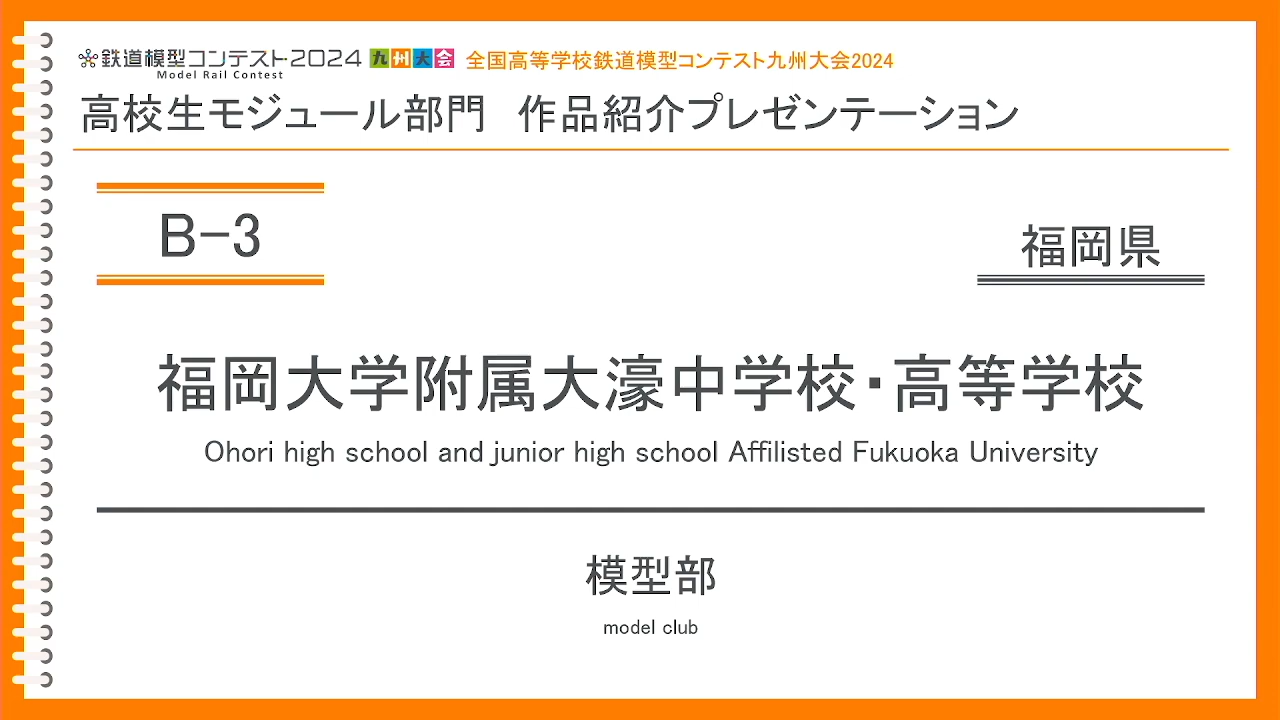 鉄道模型コンテスト2024 九州大会 全国高等学校鉄道模型コンテスト九州大会2024
Model Rail Contest
高校生モジュール部門　作品紹介プレゼンテーション
B-3
福岡県
福岡大学附属大濠中学校・高等学校
Ohori high school and junior high school Affilisted Fukuoka University
模型部
model club